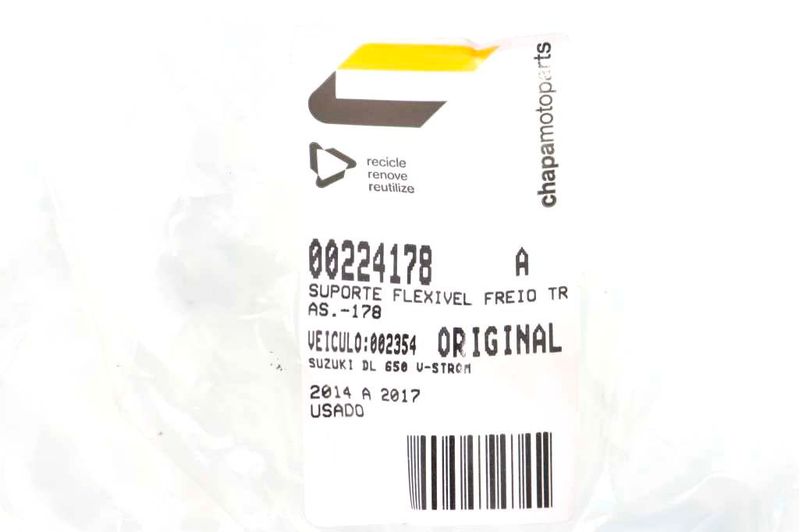 chapamotoparts
recicle
renove
reutilize
00224178 A
SUPORTE FLEXIVEL FREIO TR
AS.-178
VEICULO:002354 ORIGINAL
SUZUKI DL 650 V-STROM
2014 A 2017
USADO